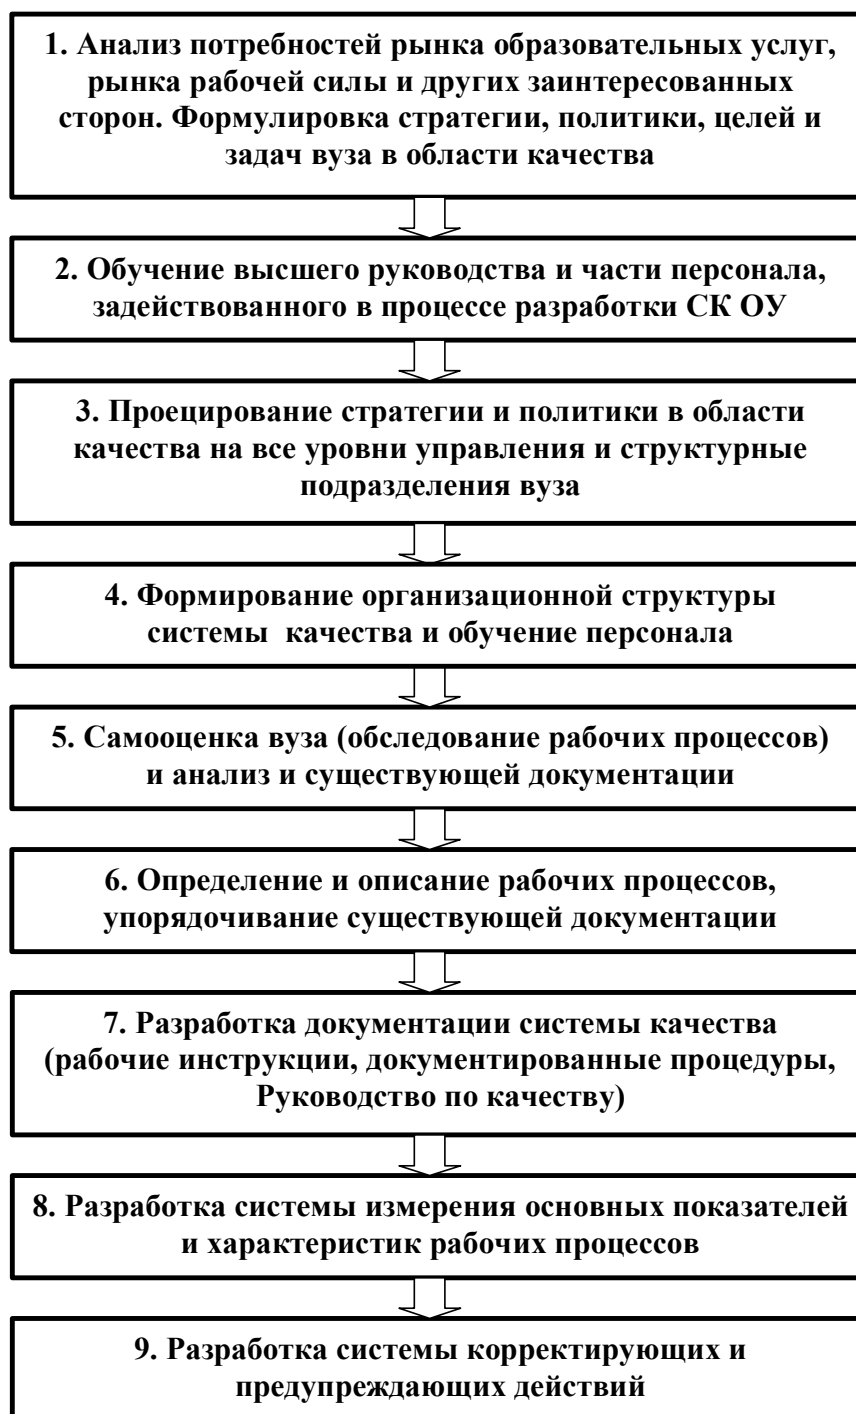 1. Анализ потребностей рынка образовательных услуг,
рынка рабочей силы и других заинтересованных
сторон. Формулировка стратегии, политики, целей и
задач вуза в области качества
2. Обучение высшего руководства и части персонала,
задействованного в процессе разработки СК ОУ
3. Проецирование стратегии и политики в области
качества на все уровни управления и структурные
подразделения вуза
4. Формирование организационной структуры
системы качества и обучение персонала
5. Самооценка вуза (обследование рабочих процессов)
и анализ и существующей документации
6. Определение и описание рабочих процессов,
упорядочивание существующей документации
7. Разработка документации системы качества
(рабочие инструкции, документированные процедуры,
Руководство по качеству)
8. Разработка системы измерения основных показателей
и характеристик рабочих процессов
9. Разработка системы корректирующих и
предупреждающих действий